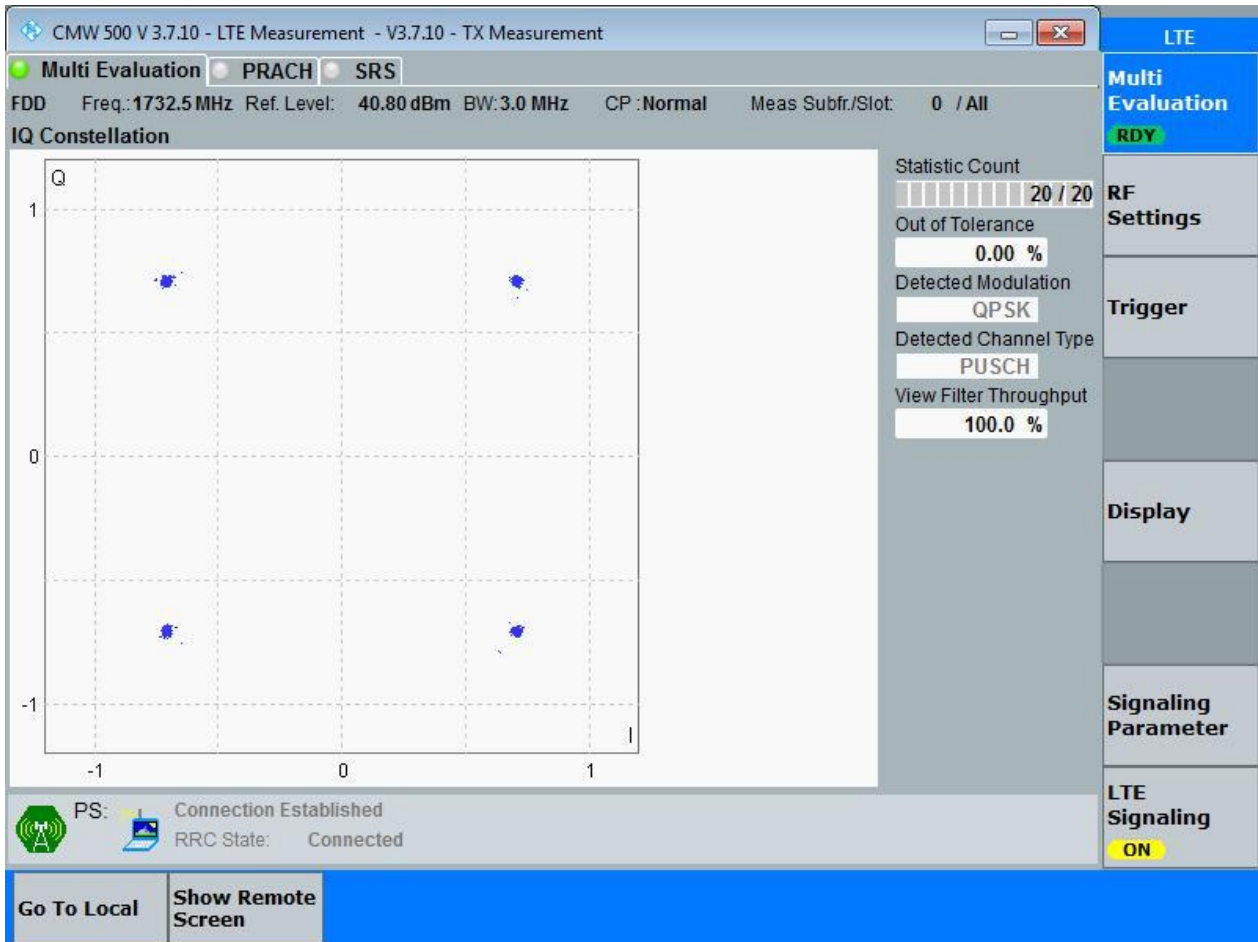 CMW 500 V 3.7.10 - LTE Measurement - V3.7.10 - TX Measurement
LTE
Multi Evaluation PRACH SRS
FDD Freq.: 1732.5 MHz Ref. Level: 40.80 dBm BW: 3.0 MHz CP : Normal Meas Subfr./Slot: 0 / All
IQ Constellation
Q
1
0
-1
I
-1 0 1
Statistic Count
20 / 20
Out of Tolerance
0.00 %
Detected Modulation
QPSK
Detected Channel Type
PUSCH
View Filter Throughput
100.0 %
Multi
Evaluation
RDY
RF
Settings
Trigger
Display
Signaling
Parameter
LTE
Signaling
ON
PS: Connection Established
RRC State: Connected
Go To Local
Show Remote
Screen